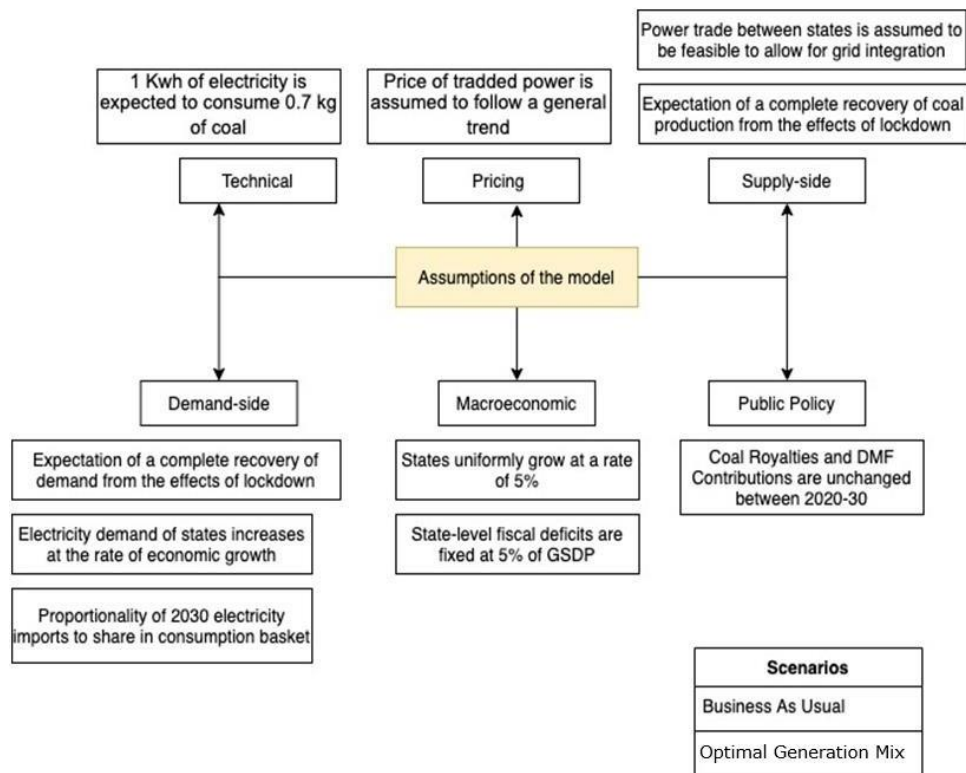 Power trade between states is assumed to
be feasible to allow for grid integration
1 Kwh of electricity is
expected to consume 0.7 kg
of coal
Price of tradded power is
assumed to follow a general
trend
Expectation of a complete recovery of coal
production from the effects of lockdown
Technical
Pricing
Supply-side
Assumptions of the model
Demand-side
Macroeconomic
Public Policy
Expectation of a complete recovery of
demand from the effects of lockdown
Electricity demand of states increases
at the rate of economic growth
Proportionality of 2030 electricity
imports to share in consumption basket
States uniformly grow at a rate
of 5%
State-level fiscal deficits are
fixed at 5% of GSDP
Coal Royalties and DMF
Contributions are unchanged
between 2020-30
Scenarios
Business As Usual
Optimal Generation Mix